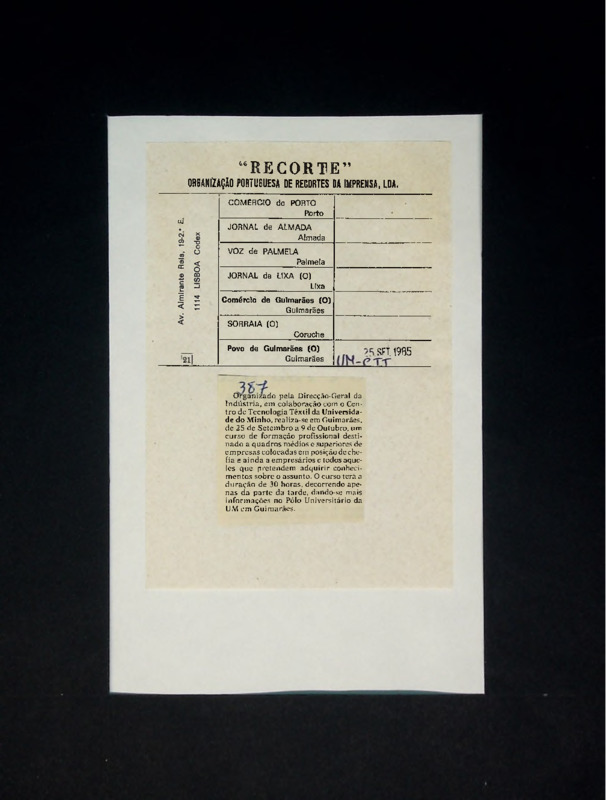 "RECORTE"
ORGANIZAÇÃO PORTUGUESA DE RECORTES DA IMPRENSA, LDA.
Av. Almirante Reis, 19-2.º E.
1114 LISBOA Codex
21
COMÉRCIO do PORTO
Porto
JORNAL de ALMADA
Almada
VOZ de PALMELA
Palmela
JORNAL da LIXA (O)
Lixa
Comércio de Guimarães (O)
Guimarães
SORRAIA (O)
Coruche
Povo de Guimarães (O)
Guimarães
25 SET. 1985
UM-CTT
387
Organizado pela Direcção-Geral da
Indústria, em colaboração com o Cen-
tro de Tecnologia Têxtil da Universida-
de do Minho, realiza-se em Guimarães,
de 25 de Setembro a 9 de Outubro, um
curso de formação profissional desti-
nado a quadros médios e superiores de
empresas colocadas em posição de che-
fia e ainda a empresários e todos aque-
les que pretendem adquirir conheci-
mentos sobre o assunto. O curso terá a
duração de 30 horas, decorrendo ape-
nas da parte da tarde, dando-se mais
informações no Pólo Universitário da
UM em Guimarães.